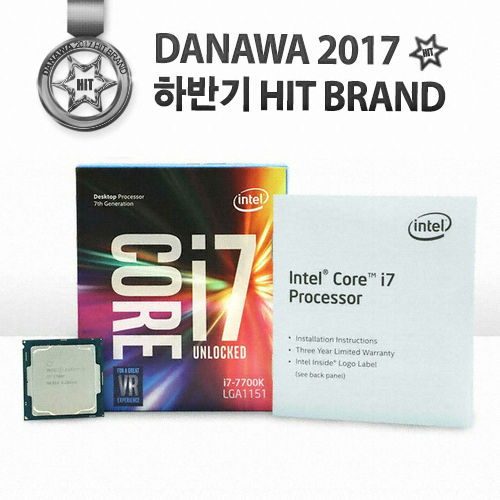 DANAWA 2017 HIT
하반기 HIT BRAND
DANAWA 2017 HIT BRAND
HIT
Desktop Processor
7th Generation
intel
CORE i7
UNLOCKED
FOR A GREAT
VR
EXPERIENCE
i7-7700K
LGA1151
intel
Intel® Core™ i7
Processor
• Installation Instructions
• Three Year Limited Warranty
• Intel Inside® Logo Label
(see back panel)